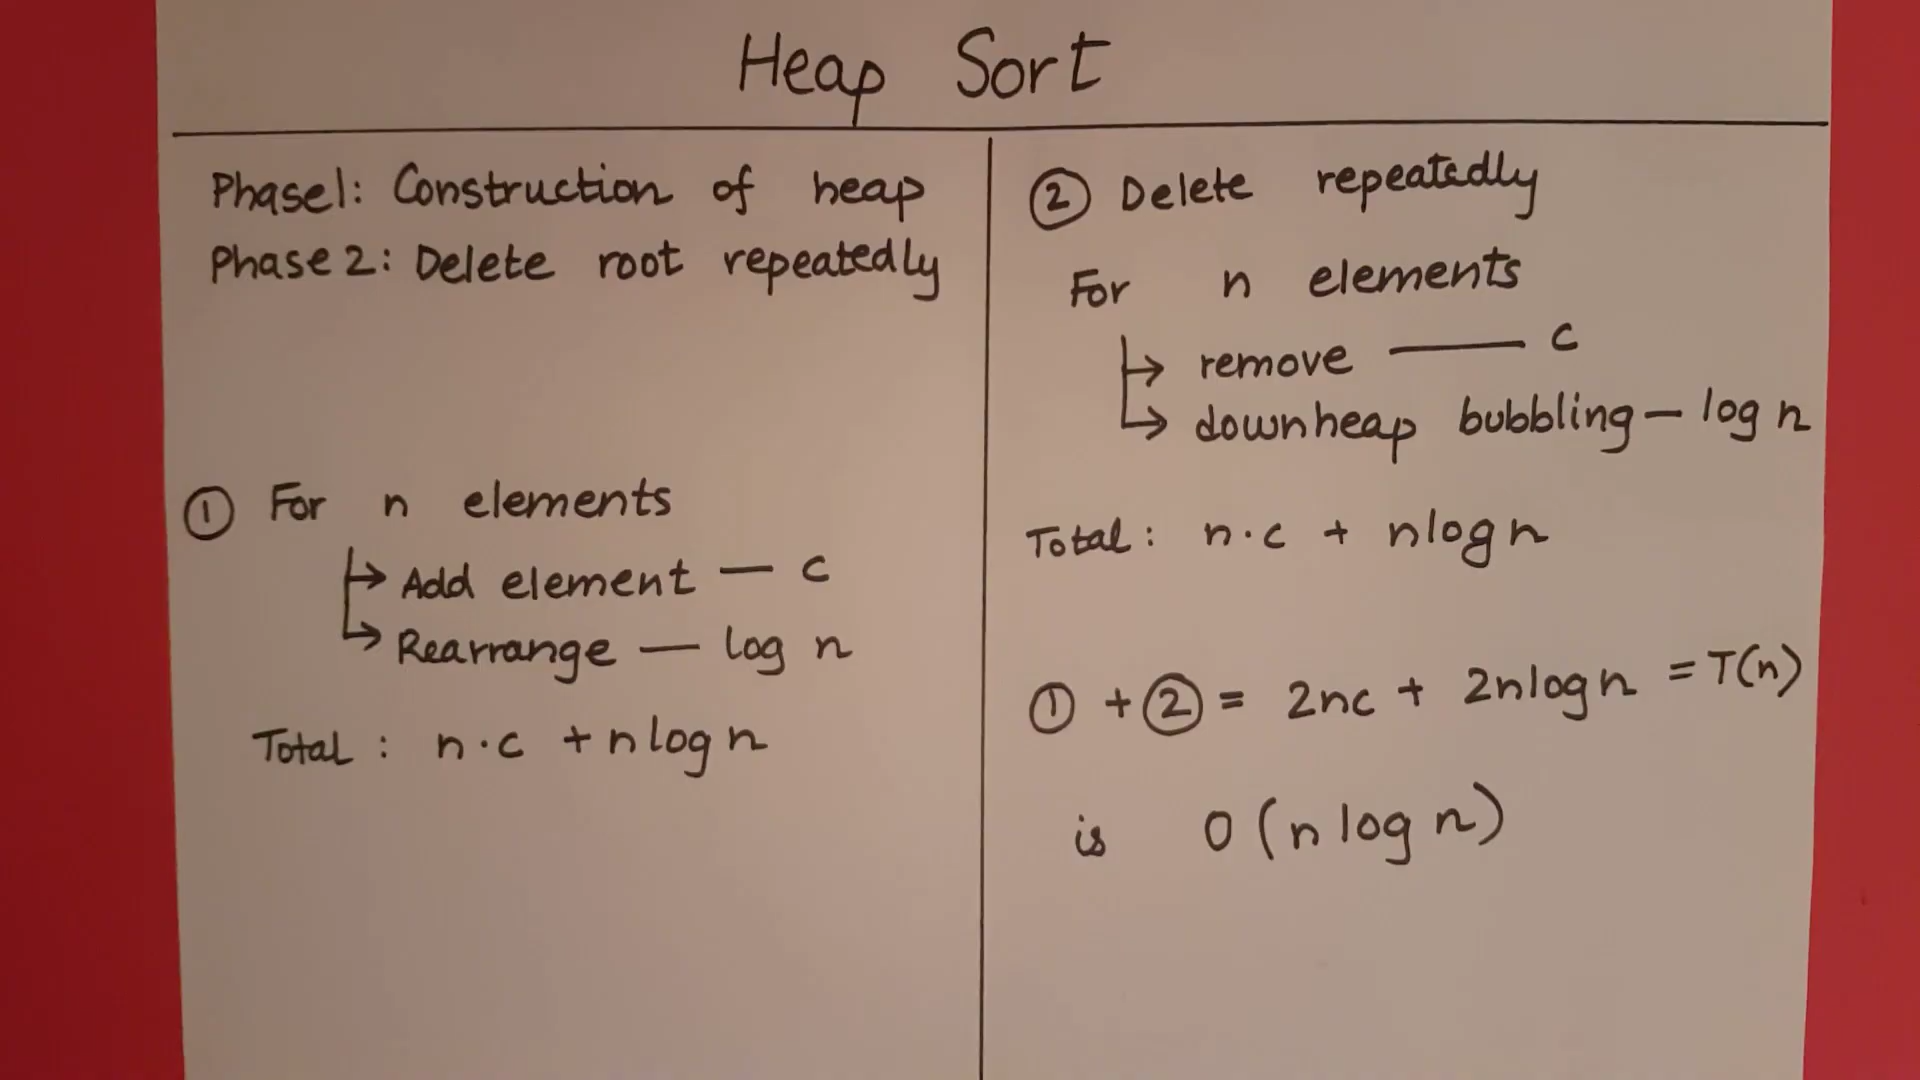 Heap Sort
Phase1: Construction of heap
Phase 2: Delete root repeatedly
① For n elements
↳ Add element — c
↳ Rearrange — log n
Total : n·c + n log n
② Delete repeatedly
For n elements
↳ remove — c
↳ downheap bubbling — log n
Total : n·c + nlog n
① + ② = 2nc + 2nlog n = T(n)
is O (n log n)